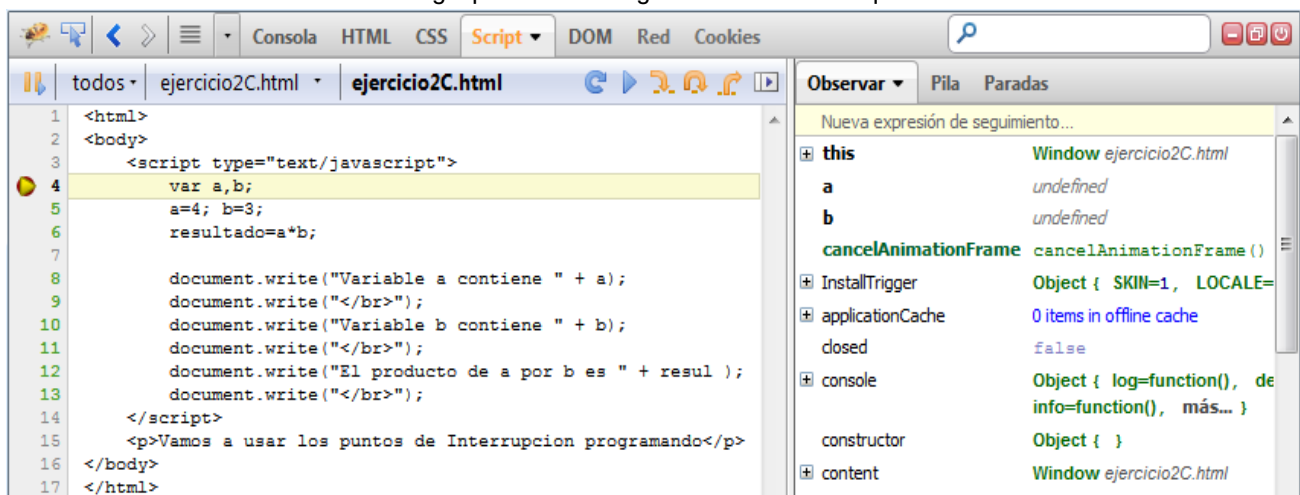 Consola HTML CSS Script DOM Red Cookies
todos ejercicio2C.html ejercicio2C.html
1 <html>
2 <body>
3 <script type="text/javascript">
4 var a,b;
5 a=4; b=3;
6 resultado=a*b;
7
8 document.write("Variable a contiene " + a);
9 document.write("</br>");
10 document.write("Variable b contiene " + b);
11 document.write("</br>");
12 document.write("El producto de a por b es " + resul );
13 document.write("</br>");
14 </script>
15 <p>Vamos a usar los puntos de Interrupcion programando</p>
16 </body>
17 </html>
Observar Pila Paradas
Nueva expresión de seguimiento...
this Window ejercicio2C.html
a undefined
b undefined
cancelAnimationFrame cancelAnimationFrame()
InstallTrigger Object { SKIN=1, LOCALE=
applicationCache 0 items in offline cache
closed false
console Object { log=function(), de
info=function(), más... }
constructor Object { }
content Window ejercicio2C.html